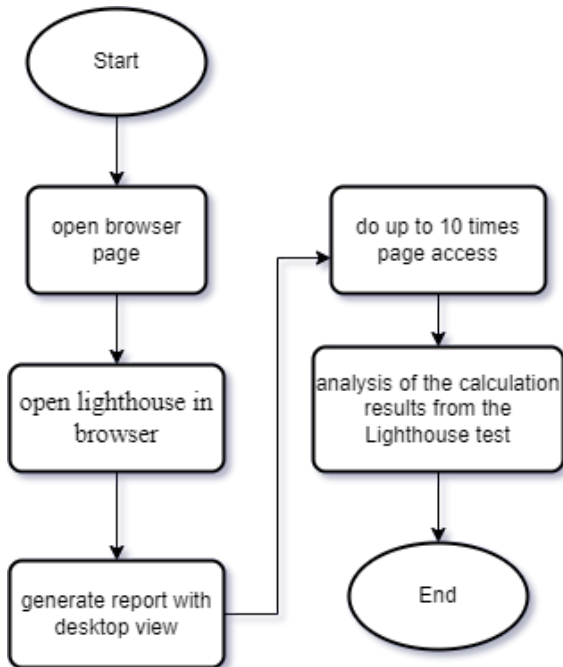 Start
open browser
page
open lighthouse in
browser
generate report with
desktop view
do up to 10 times
page access
analysis of the calculation
results from the
Lighthouse test
End